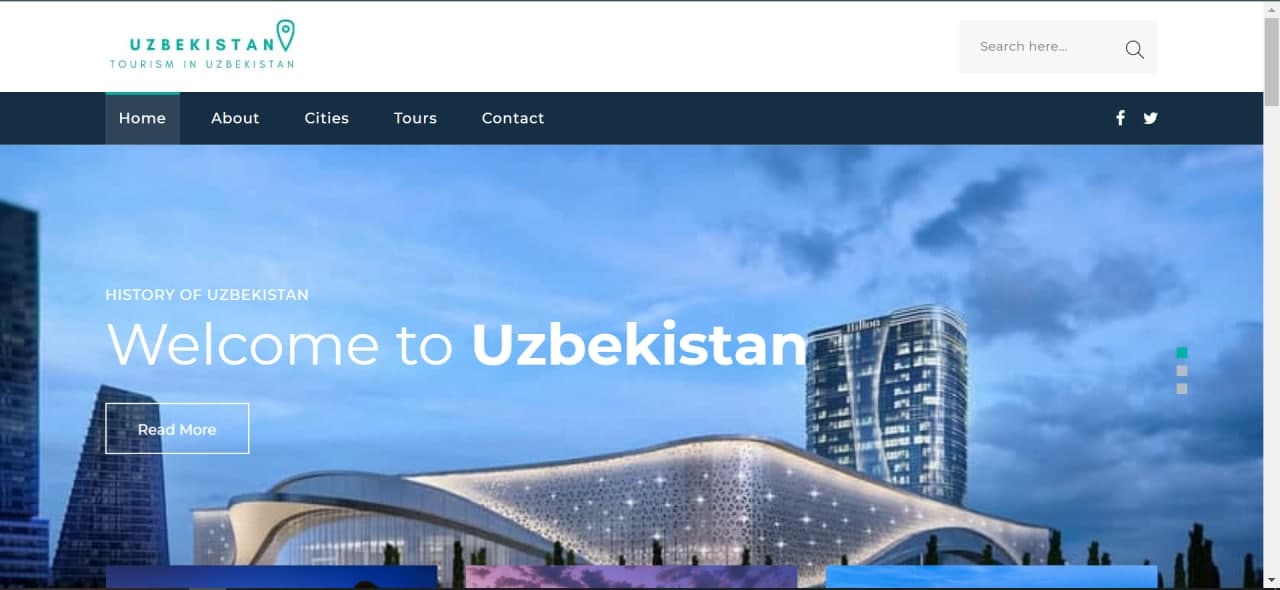 UZBEKISTAN
TOURISM IN UZBEKISTAN
Search here...
Home About Cities Tours Contact
HISTORY OF UZBEKISTAN
Welcome to Uzbekistan
Hilton
Read More